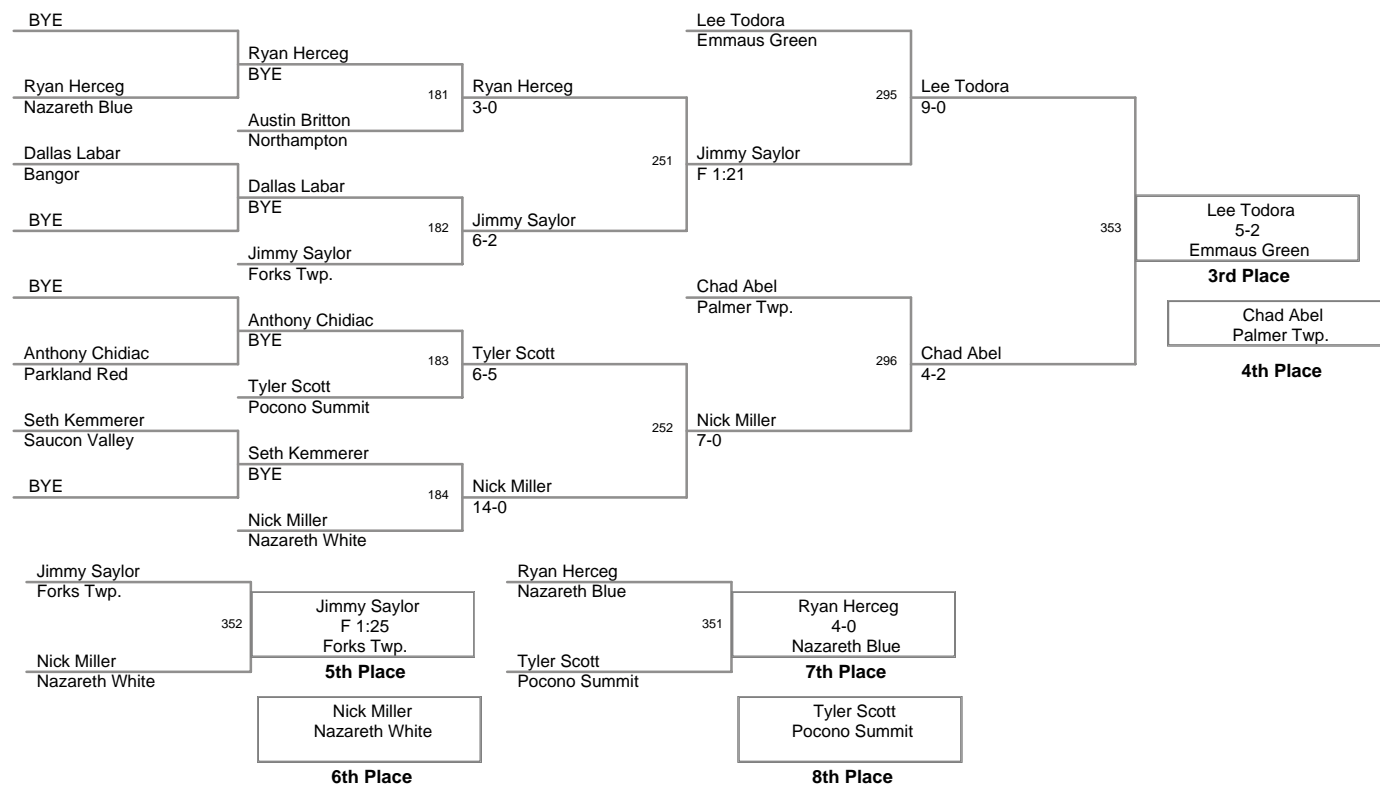 BYE
Ryan Herceg
Nazareth Blue
Dallas Labar
Bangor
BYE
BYE
Anthony Chidiac
Parkland Red
Seth Kemmerer
Saucon Valley
BYE
Ryan Herceg
BYE
181
Austin Britton
Northampton
Dallas Labar
BYE
182
Jimmy Saylor
Forks Twp.
Anthony Chidiac
BYE
183
Tyler Scott
Pocono Summit
Seth Kemmerer
BYE
184
Nick Miller
Nazareth White
Ryan Herceg
3-0
251
Jimmy Saylor
6-2
Tyler Scott
6-5
252
Nick Miller
14-0
Lee Todora
Emmaus Green
295
Jimmy Saylor
F 1:21
Chad Abel
Palmer Twp.
296
Nick Miller
7-0
Lee Todora
9-0
353
Chad Abel
4-2
Lee Todora
5-2
Emmaus Green
3rd Place
Chad Abel
Palmer Twp.
4th Place
Jimmy Saylor
Forks Twp.
352
Nick Miller
Nazareth White
Jimmy Saylor
F 1:25
Forks Twp.
5th Place
Nick Miller
Nazareth White
6th Place
Ryan Herceg
Nazareth Blue
351
Tyler Scott
Pocono Summit
Ryan Herceg
4-0
Nazareth Blue
7th Place
Tyler Scott
Pocono Summit
8th Place